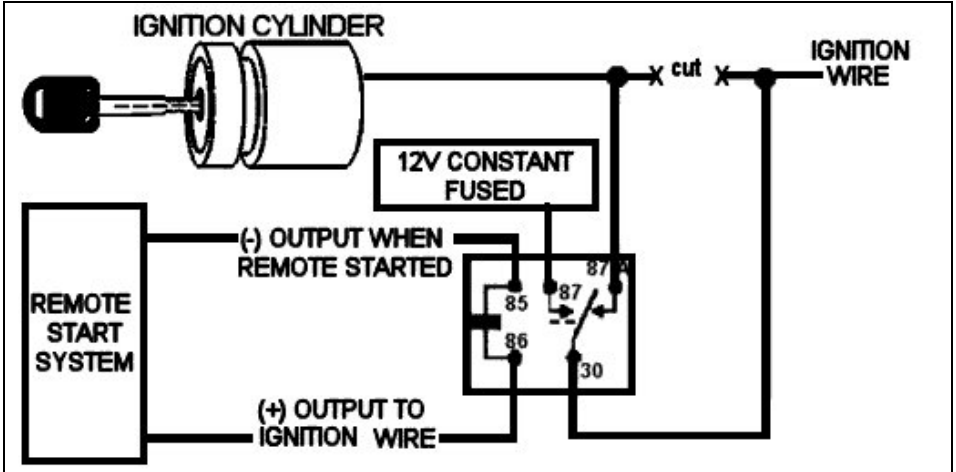 IGNITION CYLINDER
X cut X
IGNITION
WIRE
12V CONSTANT
FUSED
(-) OUTPUT WHEN
REMOTE STARTED
REMOTE
START
SYSTEM
85
87
87A
86
30
(+) OUTPUT TO
IGNITION WIRE